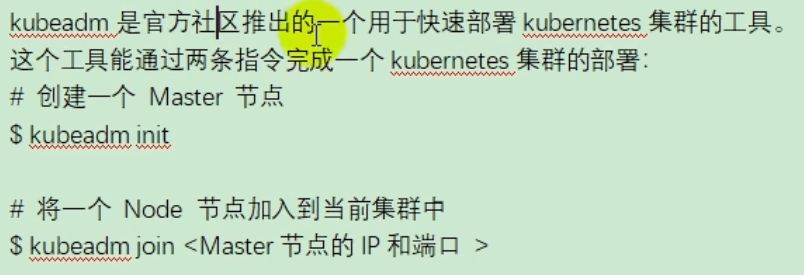 kubeadm 是官方社区推出的一个用于快速部署 kubernetes 集群的工具。
这个工具能通过两条指令完成一个 kubernetes 集群的部署：
# 创建一个 Master 节点
$ kubeadm init
# 将一个 Node 节点加入到当前集群中
$ kubeadm join <Master 节点的 IP 和端口 >